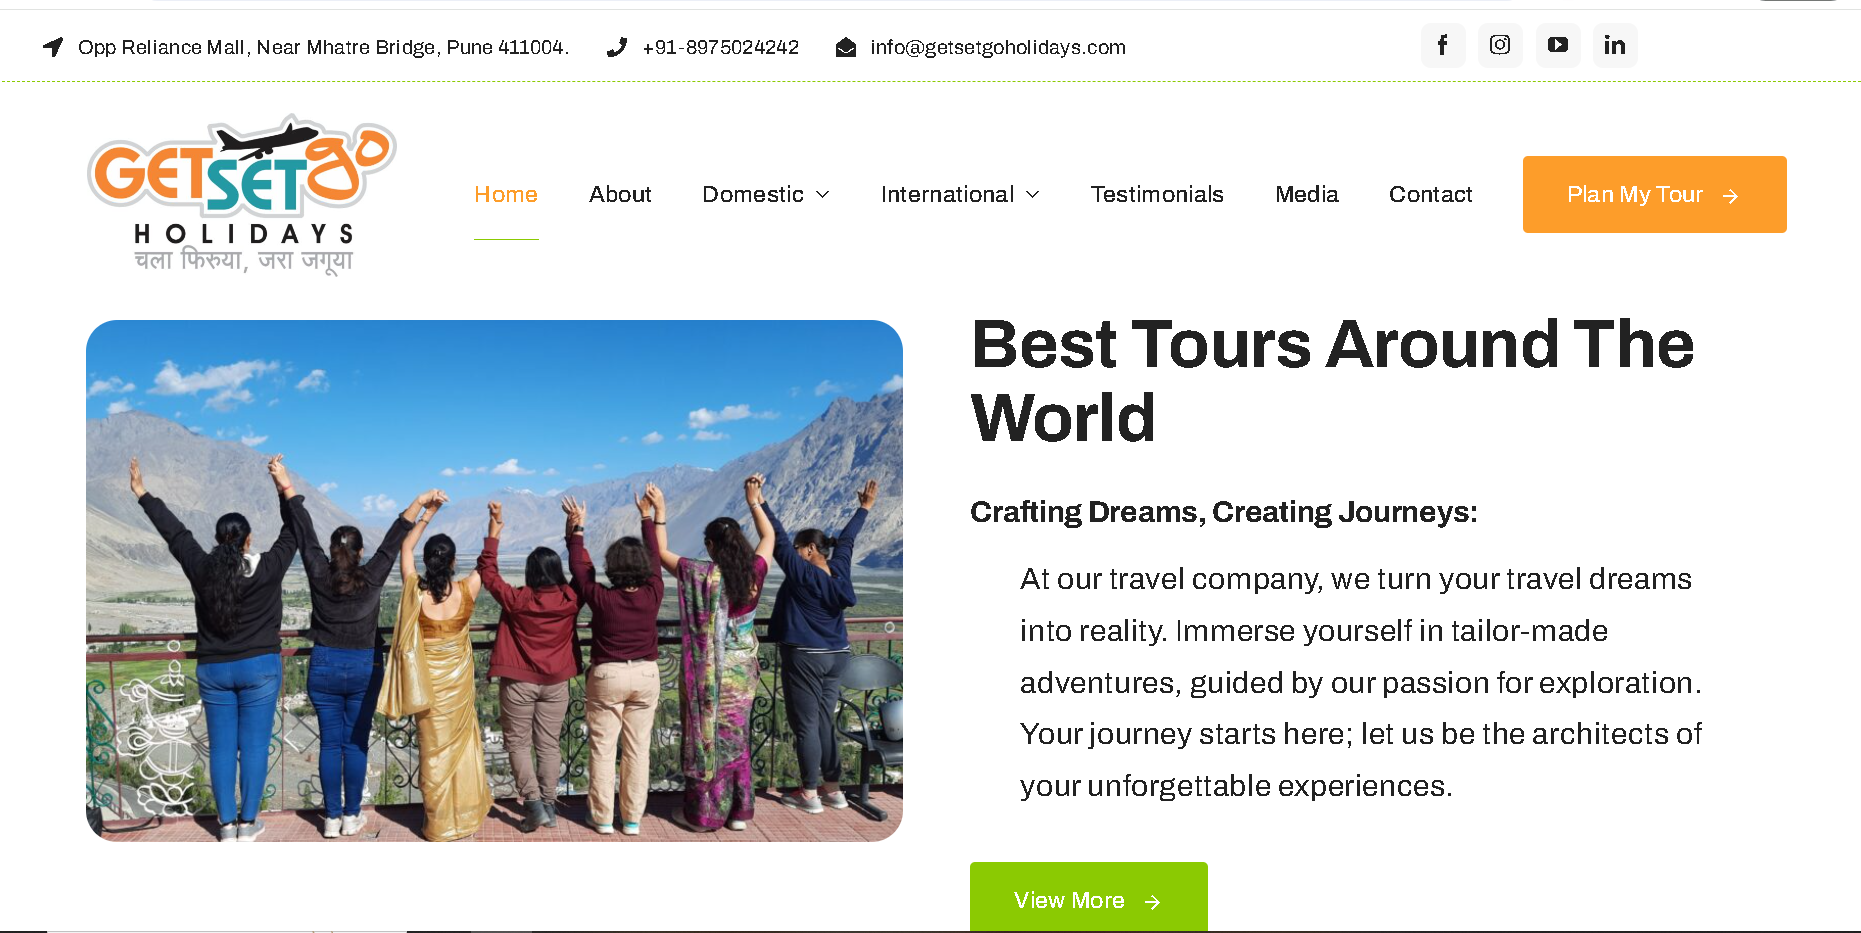 Opp Reliance Mall, Near Mhatre Bridge, Pune 411004.
+91-8975024242
info@getsetgoholidays.com
GETSETgo
HOLIDAYS
चला फिरुया, जरा जगूया
Home
About
Domestic
International
Testimonials
Media
Contact
Plan My Tour
Best Tours Around The
World
Crafting Dreams, Creating Journeys:
At our travel company, we turn your travel dreams
into reality. Immerse yourself in tailor-made
adventures, guided by our passion for exploration.
Your journey starts here; let us be the architects of
your unforgettable experiences.
View More